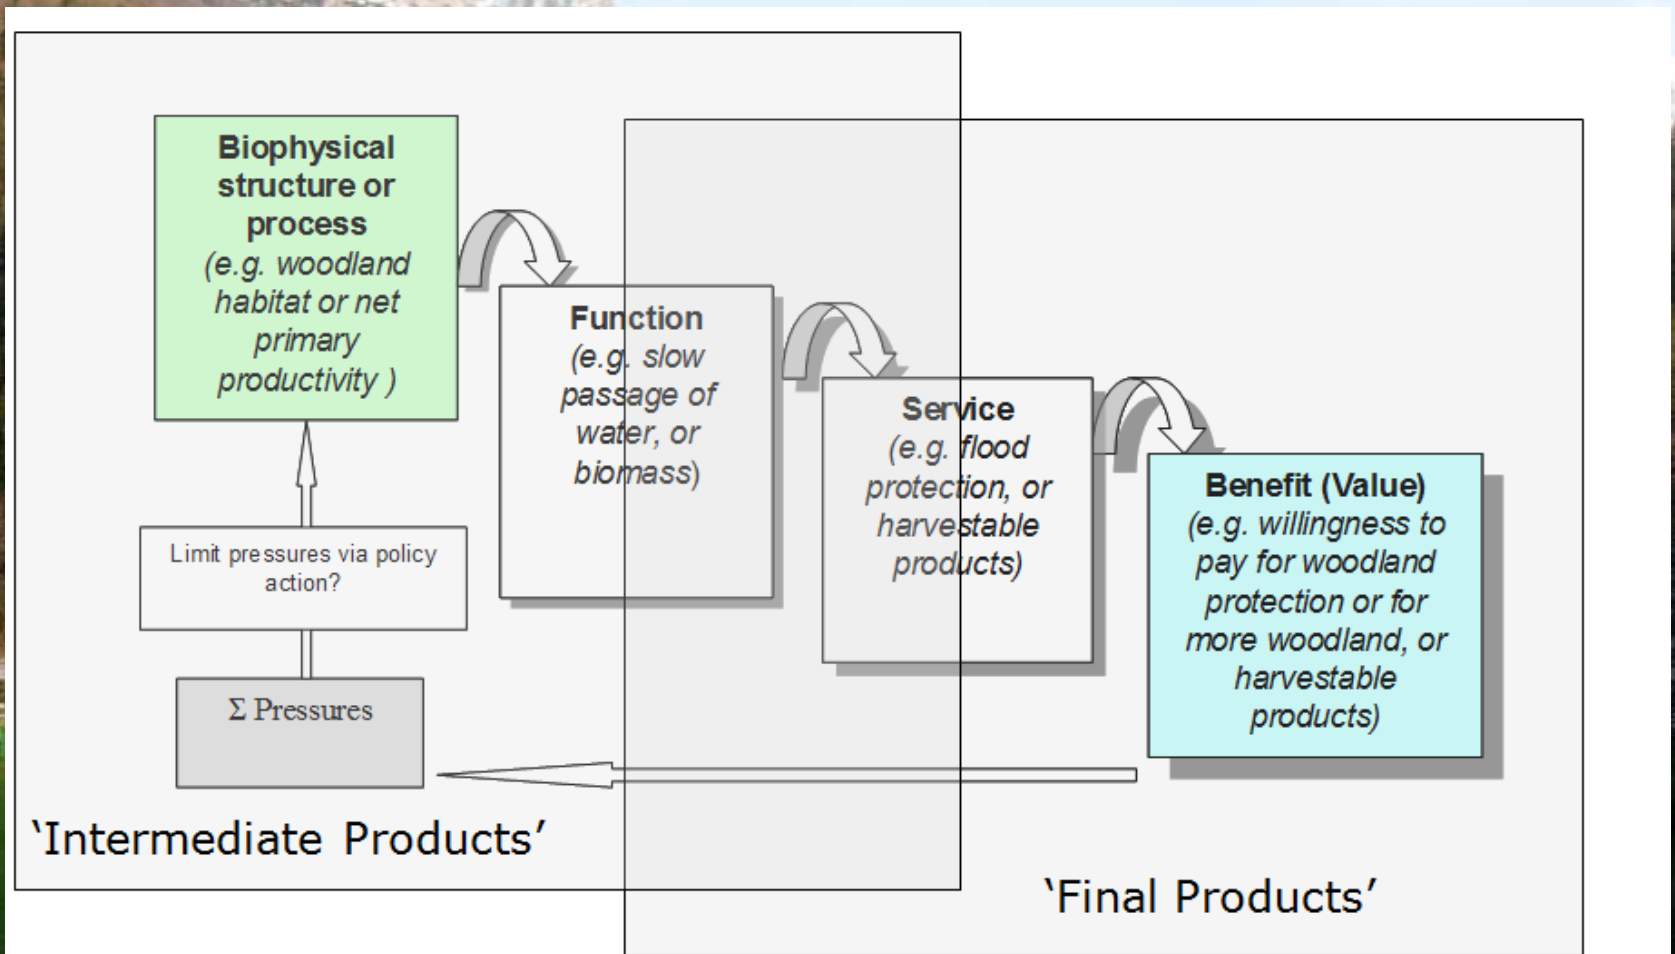 Biophysical
structure or
process
(e.g. woodland
habitat or net
primary
productivity )
Function
(e.g. slow
passage of
water, or
biomass)
Service
(e.g. flood
protection, or
harvestable
products)
Benefit (Value)
(e.g. willingness to
pay for woodland
protection or for
more woodland, or
harvestable
products)
Limit pressures via policy
action?
Σ Pressures
‘Intermediate Products’
‘Final Products’